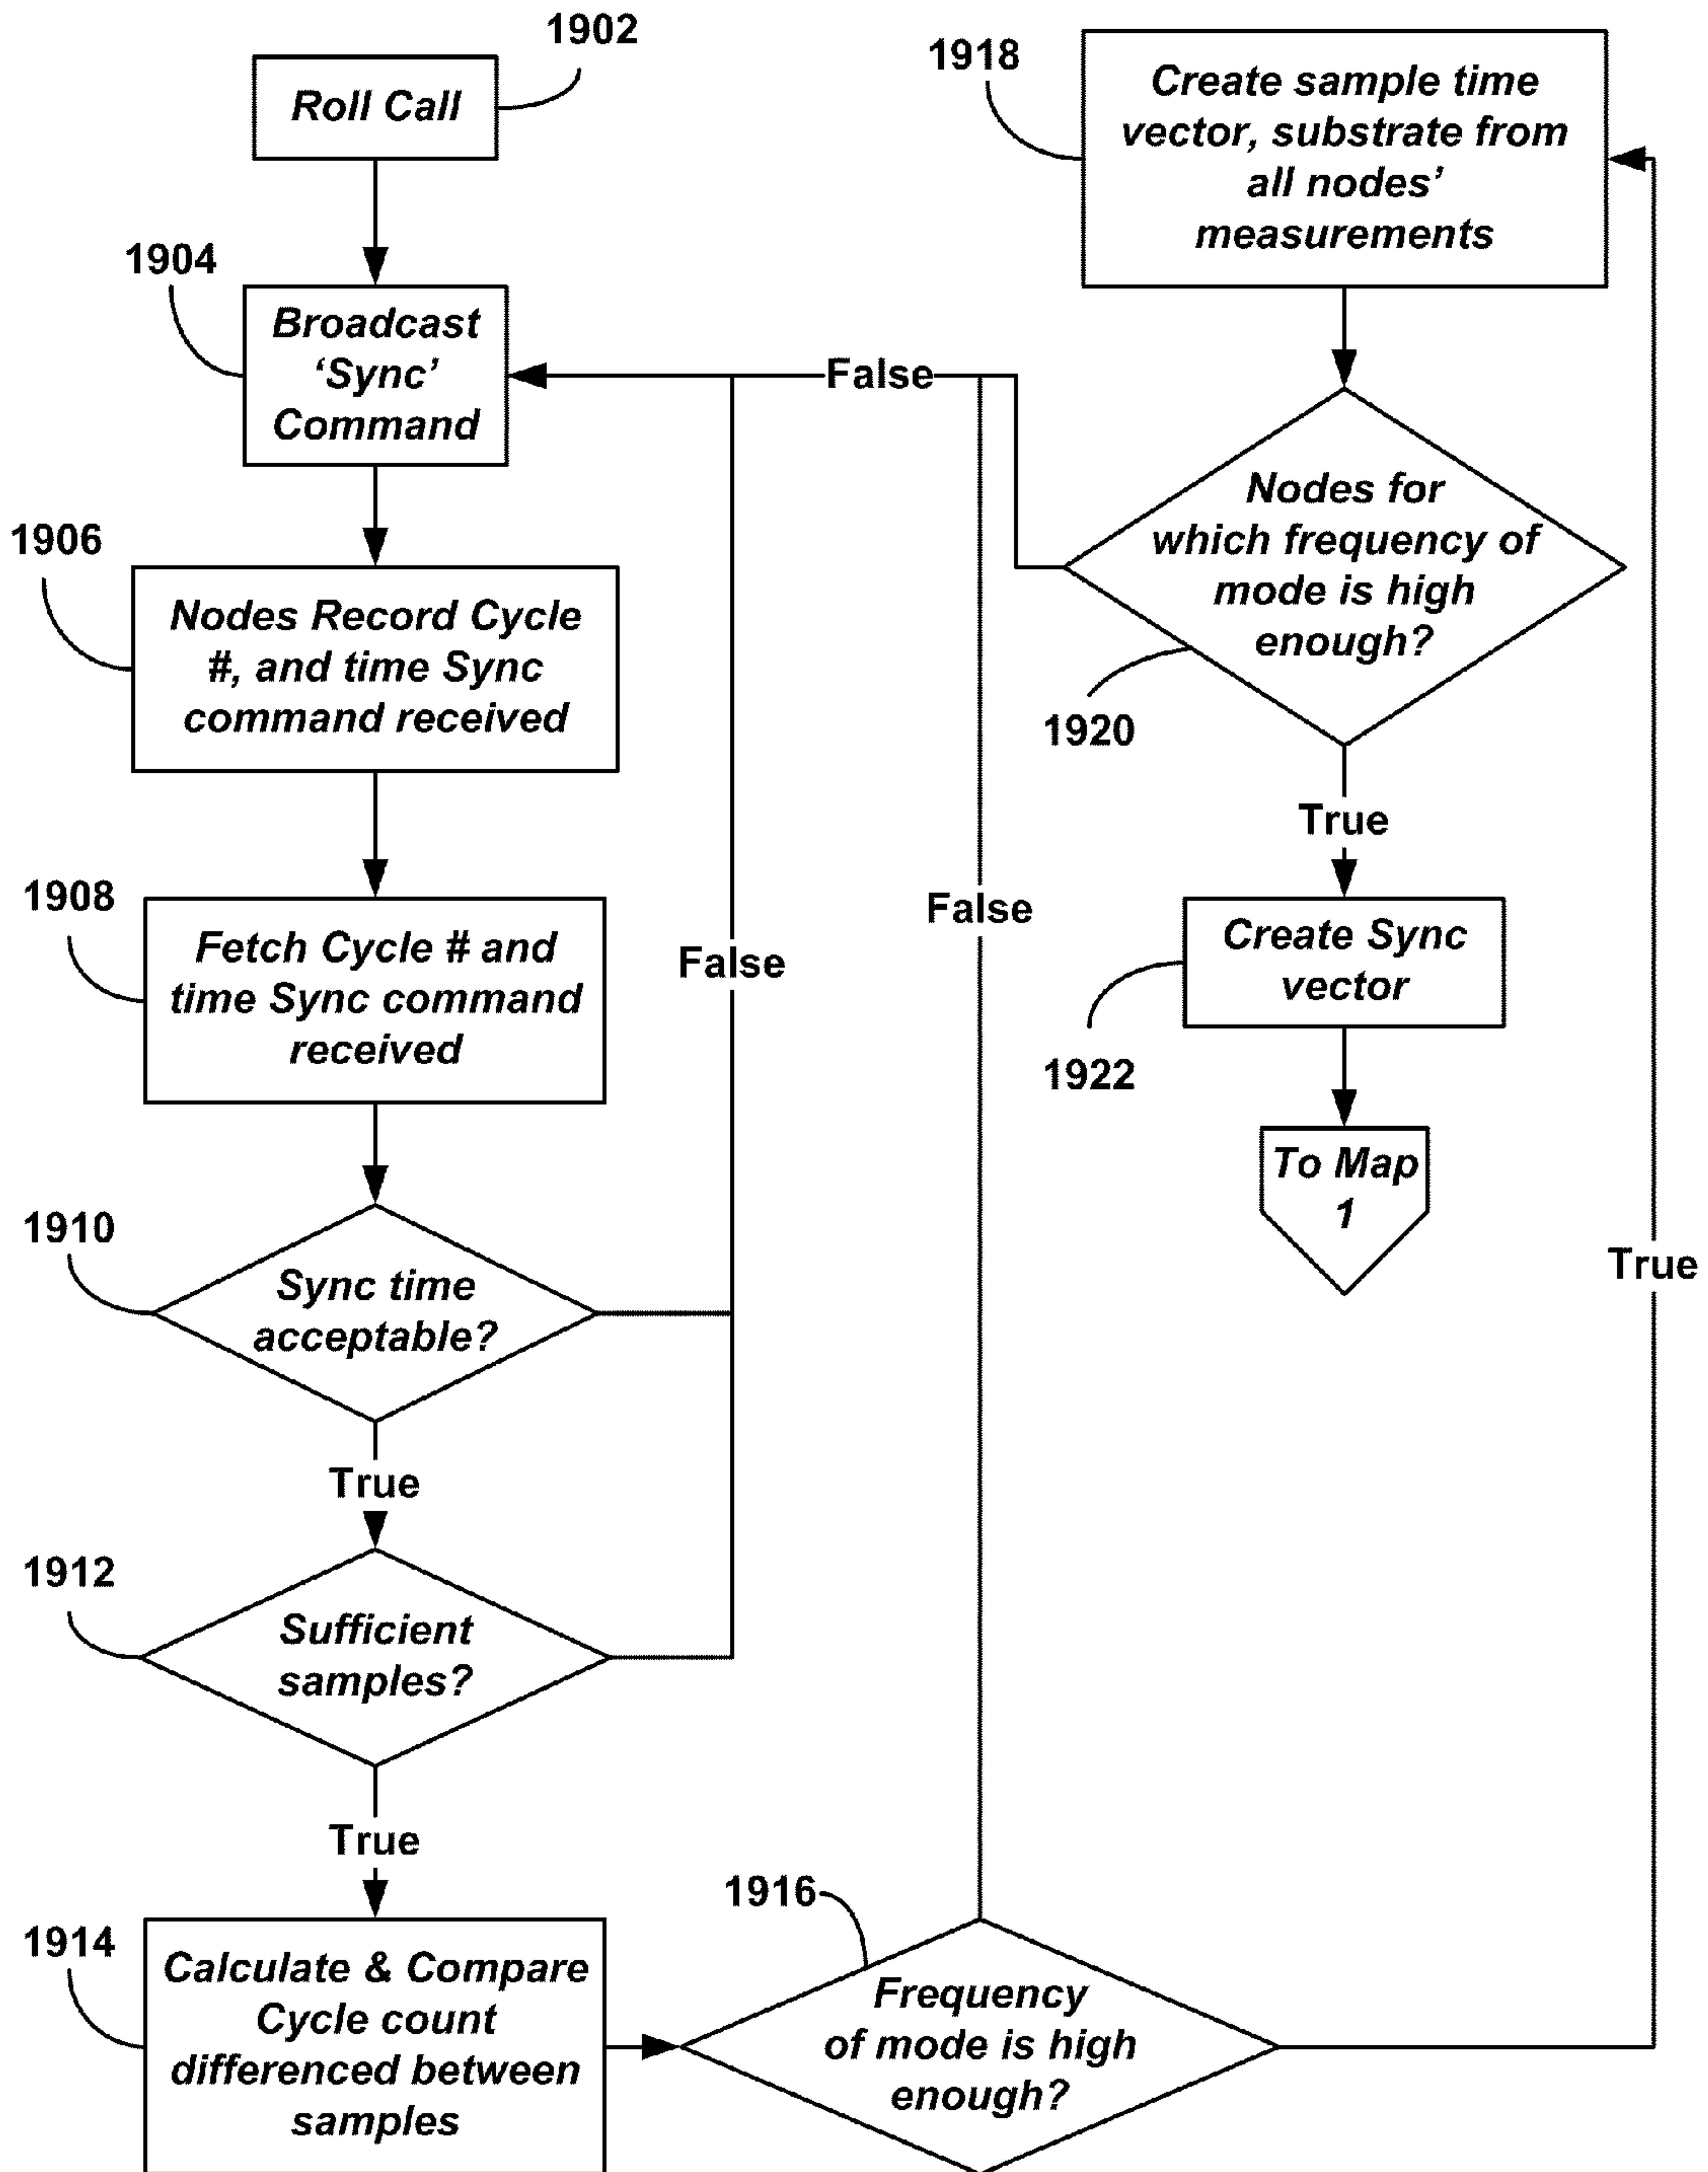 1902
Roll Call
1904
Broadcast
‘Sync’
Command
1906
Nodes Record Cycle
#, and time Sync
command received
1908
Fetch Cycle # and
time Sync command
received
1910
Sync time
acceptable?
False
True
1912
Sufficient
samples?
True
1914
Calculate & Compare
Cycle count
differenced between
samples
1916
Frequency
of mode is high
enough?
False
True
1918
Create sample time
vector, substrate from
all nodes’
measurements
False
Nodes for
which frequency of
mode is high
enough?
1920
True
Create Sync
vector
1922
To Map
1